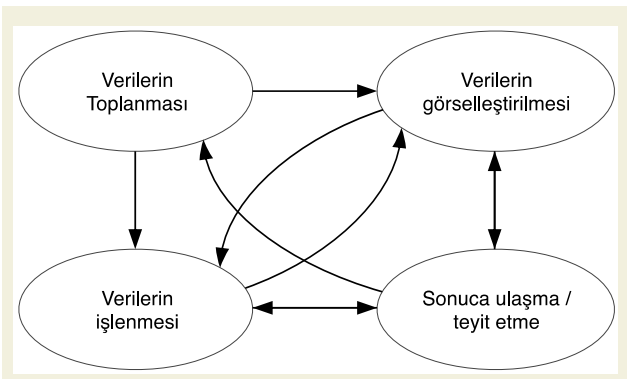 Verilerin
Toplanması
Verilerin
görselleştirilmesi
Verilerin
işlenmesi
Sonuca ulaşma /
teyit etme